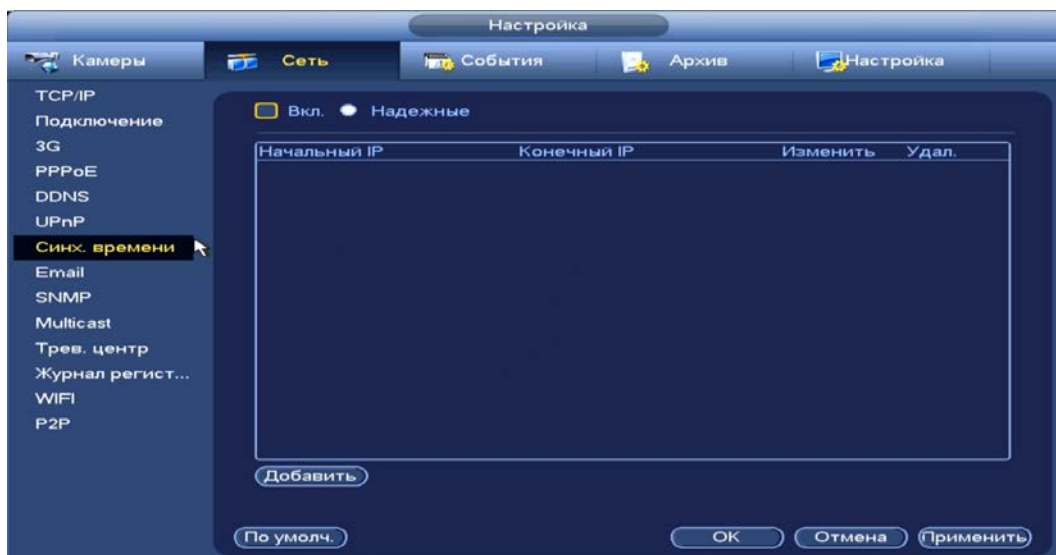 Настройка
Камеры Сеть События Архив Настройка
TCP/IP
Подключение
3G
PPPoE
DDNS
UPnP
Синх. времени
Email
SNMP
Multicast
Трев. центр
Журнал регист...
WIFI
P2P
Вкл. Надежные
Начальный IP Конечный IP Изменить Удал.
Добавить
По умолч. OK Отмена Применить